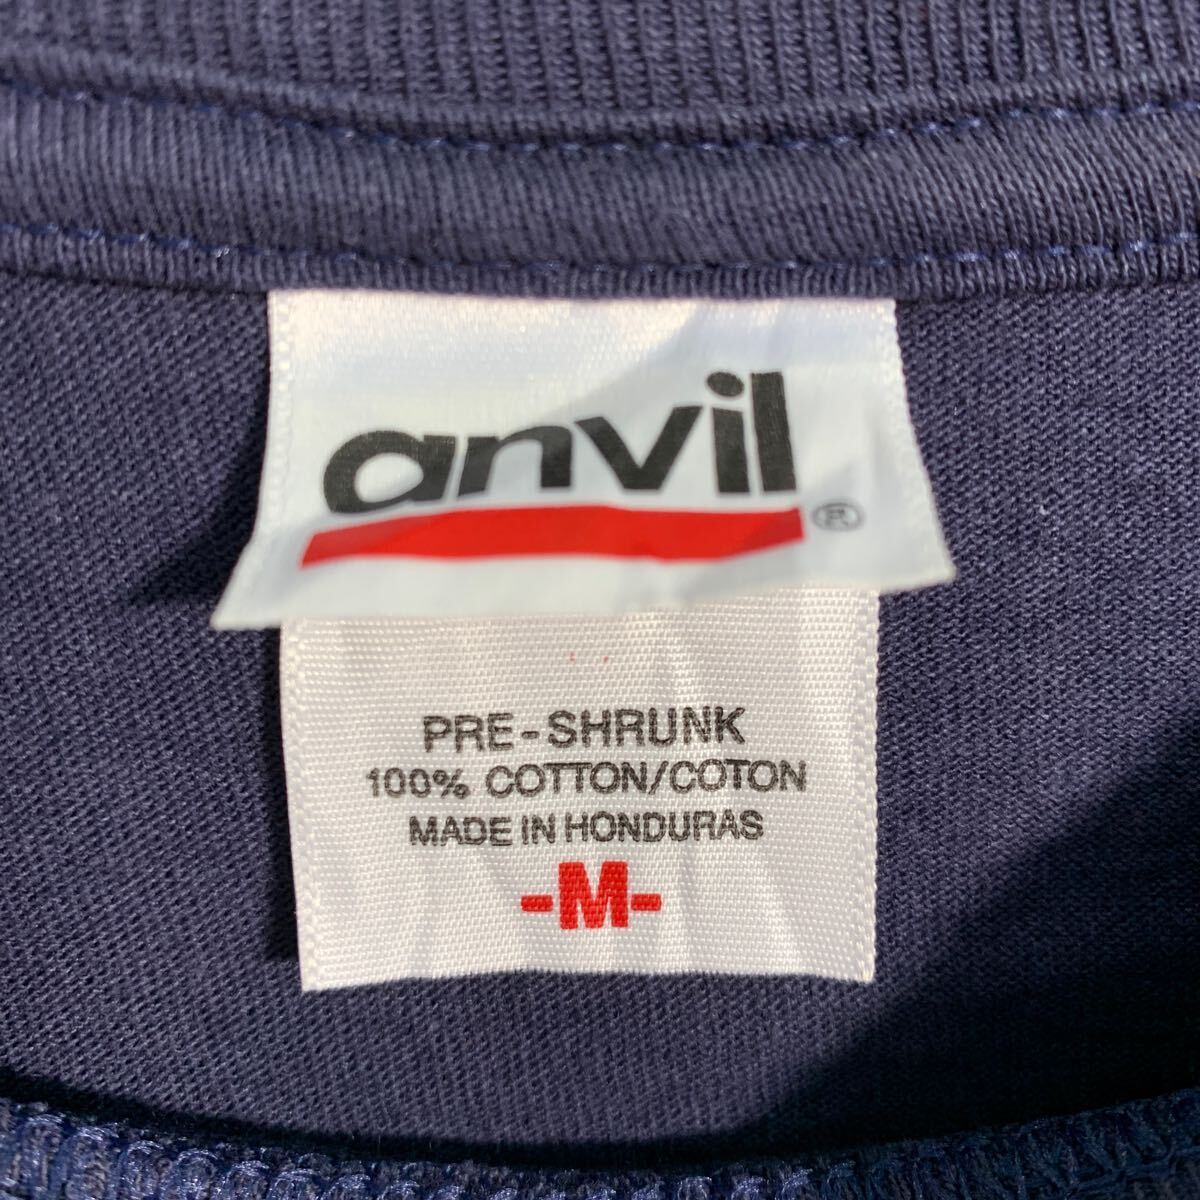 anvil®
PRE-SHRUNK
100% COTTON/COTON
MADE IN HONDURAS
-M-